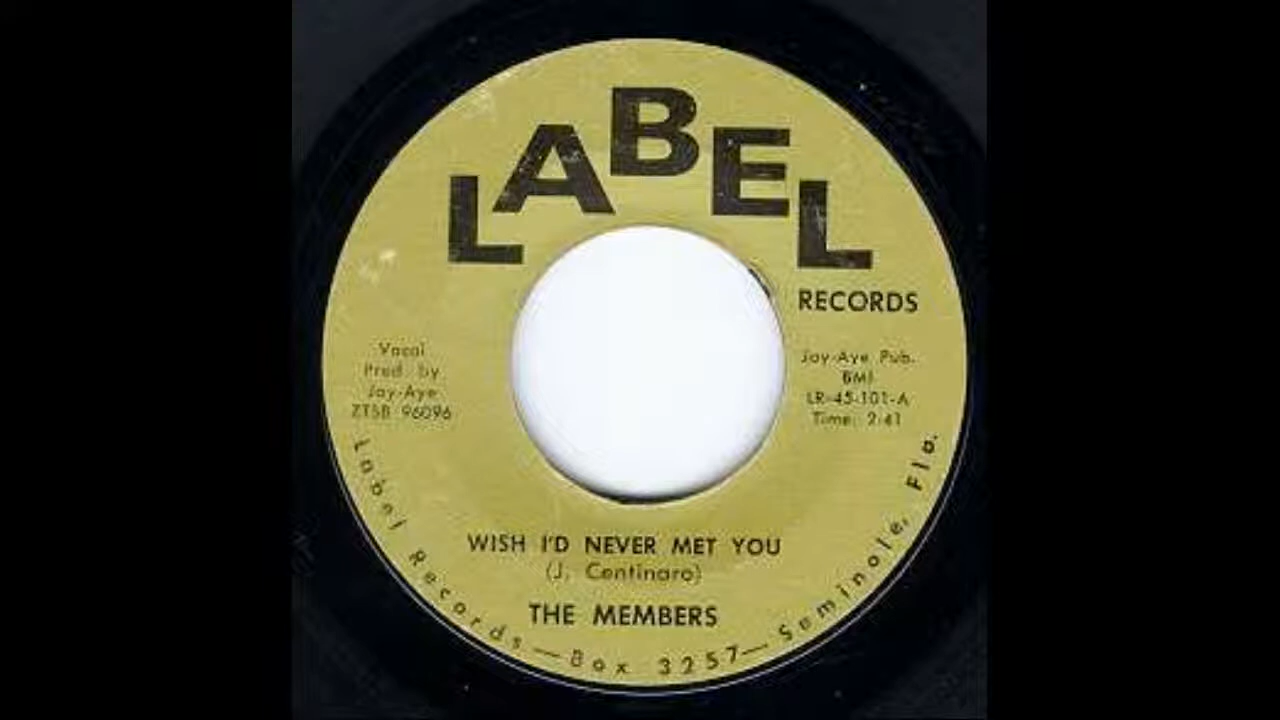 LABEL
RECORDS
Vocal
Prod. by
Jay-Aye
ZTSB 96096
Jay-Aye Pub.
BMI
LR-45-101-A
Time: 2:41
WISH I'D NEVER MET YOU
(J. Centinaro)
THE MEMBERS
Label Records—Box 3257—Seminole, Fla.